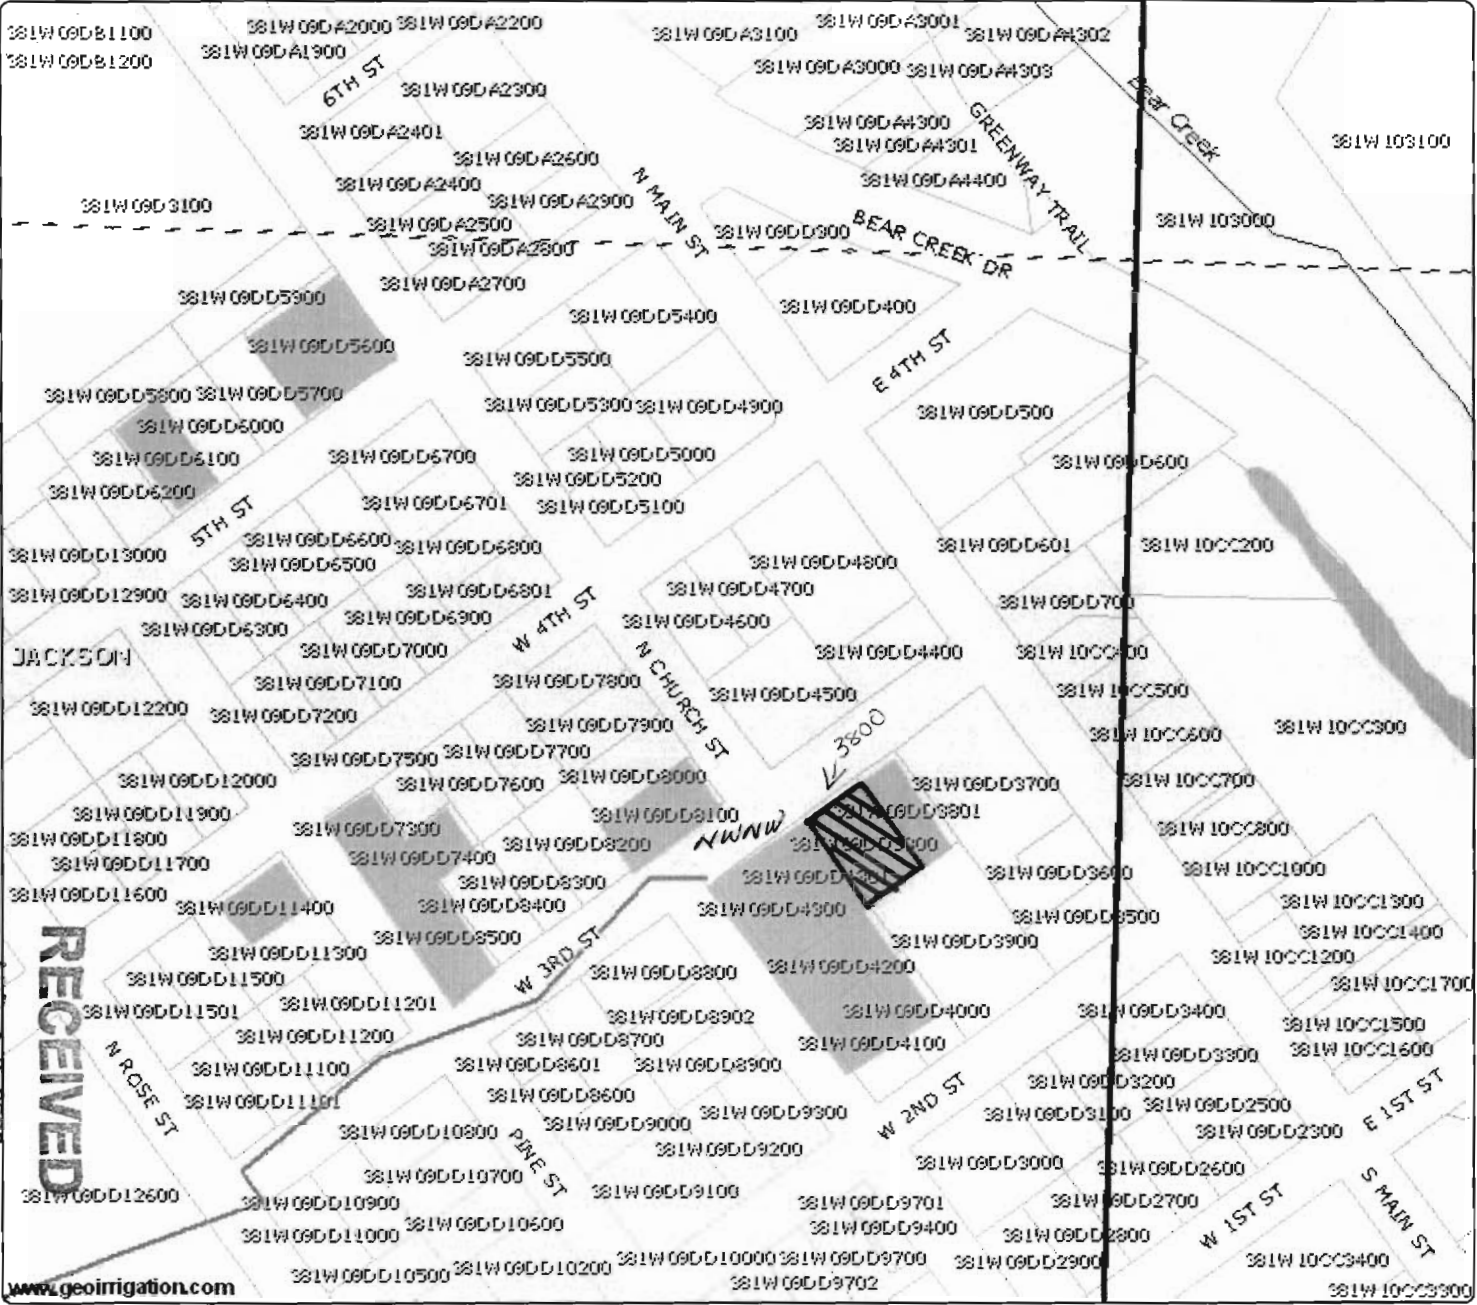 381W09DB1100
381W09DA2000 381W09DA2200
381W09DA3100
381W09DA3001
381W09DA4302
381W09DB1200
381W09DA1900
381W09DA3000 381W09DA4303
6TH ST
381W09DA2300
Bear Creek
381W09DA2401
381W09DA4300
381W09DA4301
GREENWAY TRAIL
381W103100
381W09DA2600
381W09DA2400
381W09DA4400
381W09DA2900
N MAIN ST
381W09D3100
381W09DA2500
381W09DD300
BEAR CREEK DR
381W103000
381W09DA2800
381W09DA2700
381W09DD5900
381W09DD5400
381W09DD400
381W09DD5600
381W09DD5500
E 4TH ST
381W09DD5800 381W09DD5700
381W09DD5300 381W09DD4900
381W09DD500
381W09DD6000
381W09DD6100
381W09DD6700
381W09DD5000
381W09DD600
381W09DD6200
381W09DD5200
5TH ST
381W09DD6701
381W09DD5100
381W09DD13000
381W09DD6600 381W09DD6800
381W09DD601
381W10CC200
381W09DD6500
381W09DD4800
381W09DD12900
381W09DD6400
381W09DD6801
381W09DD4700
381W09DD700
381W09DD6300
381W09DD6900
W 4TH ST
381W09DD4600
JACKSON
381W09DD7000
N CHURCH ST
381W09DD4400
381W10CC400
381W09DD7100
381W09DD7800
381W09DD4500
381W10CC500
381W09DD12200
381W09DD7200
381W09DD7900
3800
381W10CC600
381W10CC300
381W09DD7500 381W09DD7700
381W09DD12000
381W09DD7600
381W09DD8000
381W09DD3700
381W10CC700
381W09DD11900
381W09DD8100
NWNW
381W09DD3801
381W09DD11800
381W09DD7300
381W09DD8200
381W10CC800
381W09DD11700
381W09DD7400
381W09DD11600
381W09DD8300
381W09DD3600
381W10CC1000
381W09DD11400
381W09DD8400
381W09DD4300
381W09DD3500
381W10CC1300
RECEIVED
381W09DD11300
381W09DD8500
W 3RD ST
381W09DD3900
381W10CC1400
381W10CC1200
381W09DD11500
381W09DD8800
381W09DD4200
381W10CC1700
381W09DD11501
381W09DD11201
381W09DD8902
381W09DD4000
381W09DD3400
381W10CC1500
N ROSE ST
381W09DD11200
381W09DD8700
381W09DD4100
381W10CC1600
381W09DD11100
381W09DD8601
381W09DD8900
381W09DD3300
381W09DD11101
381W09DD8600
381W09DD3200
381W09DD9300
W 2ND ST
381W09DD3100
381W09DD2500
E 1ST ST
381W09DD10800
PINE ST
381W09DD9000
381W09DD2300
381W09DD9200
381W09DD10700
381W09DD3000
381W09DD2600
381W09DD12600
381W09DD10900
381W09DD9100
381W09DD9701
381W09DD2700
W 1ST ST
S MAIN ST
381W09DD11000
381W09DD10600
381W09DD9400
381W09DD2800
381W09DD10500
381W09DD10200
381W09DD10000 381W09DD9700
381W09DD2900
381W10CC3400
www.geoirrigation.com
381W09DD9702
381W10CC3300